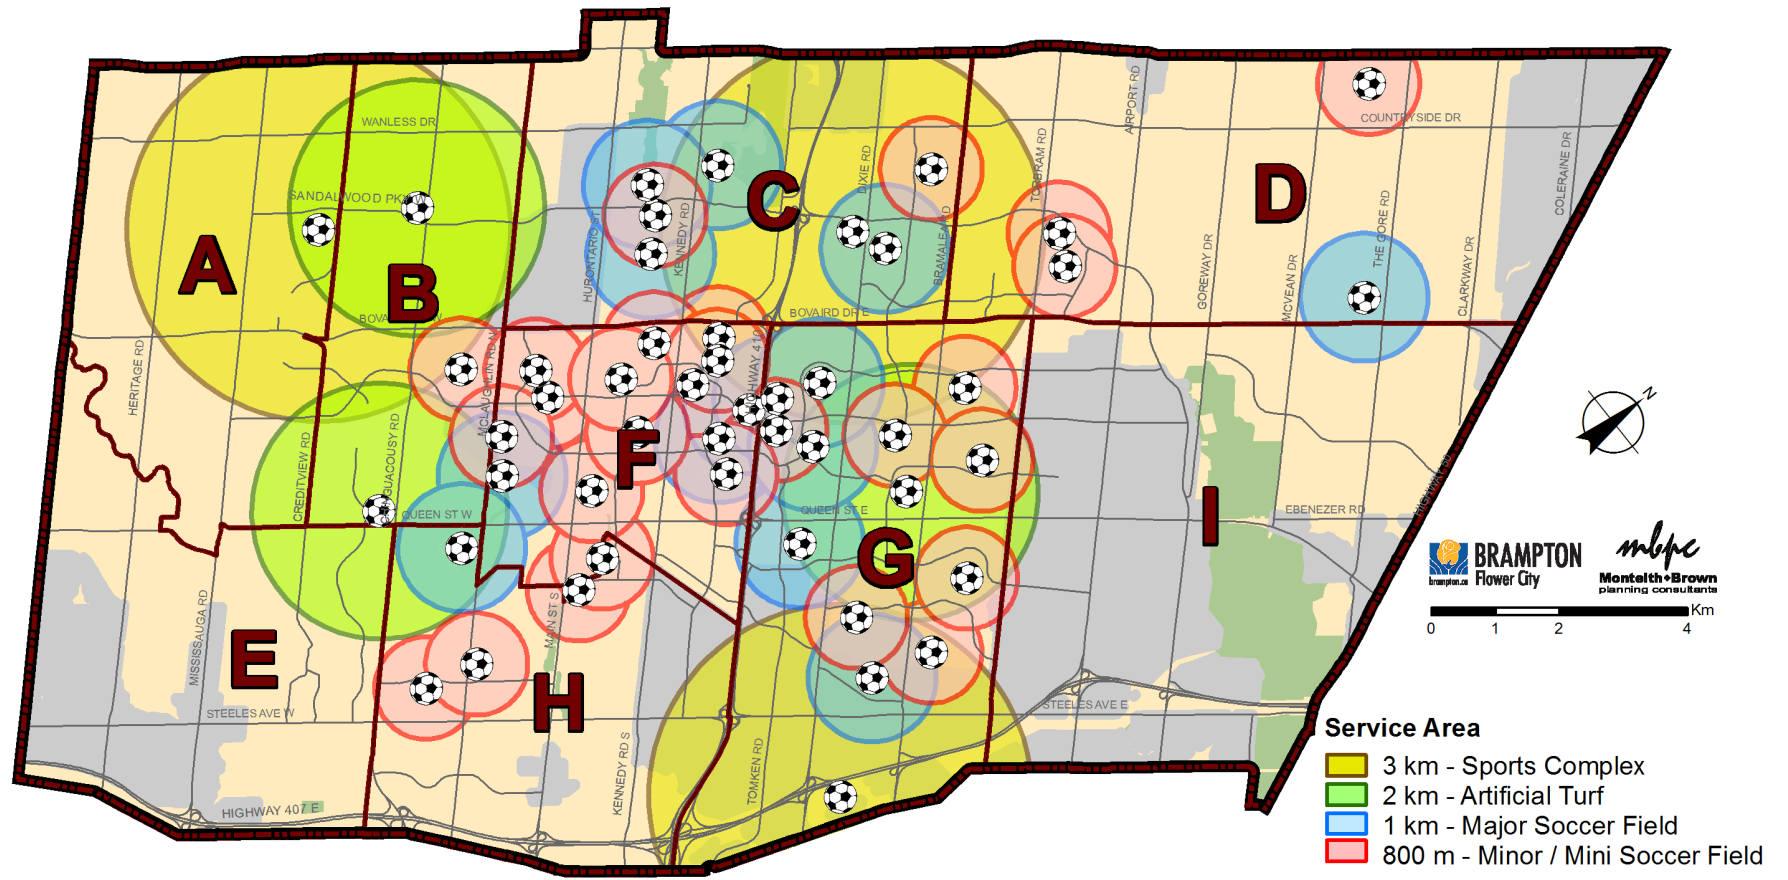 WANLESS DR
SANDALWOOD PKY W
BOVAIRD DR E
COUNTRYSIDE DR
AIRPORT RD
TORBRAM RD
DIXIE RD
BRAMALEA RD
KENNEDY RD
HURONTARIO ST
GOREWAY DR
MCVEAN DR
THE GORE RD
CLARKWAY DR
COLERAINE DR
A
B
C
D
E
F
G
H
I
HERITAGE RD
CREDITVIEW RD
MCLAUGHLIN RD N
HIGHWAY 410
HIGHWAY 50
QUEEN ST W
QUEEN ST E
EBENEZER RD
MISSISSAUGA RD
MAIN ST S
STEELES AVE W
STEELES AVE E
KENNEDY RD S
TOMKEN RD
HIGHWAY 407 E
N
BRAMPTON
Flower City
brampton.ca
mbpc
Monteith♦Brown
planning consultants
Km
0 1 2 4
Service Area
3 km - Sports Complex
2 km - Artificial Turf
1 km - Major Soccer Field
800 m - Minor / Mini Soccer Field